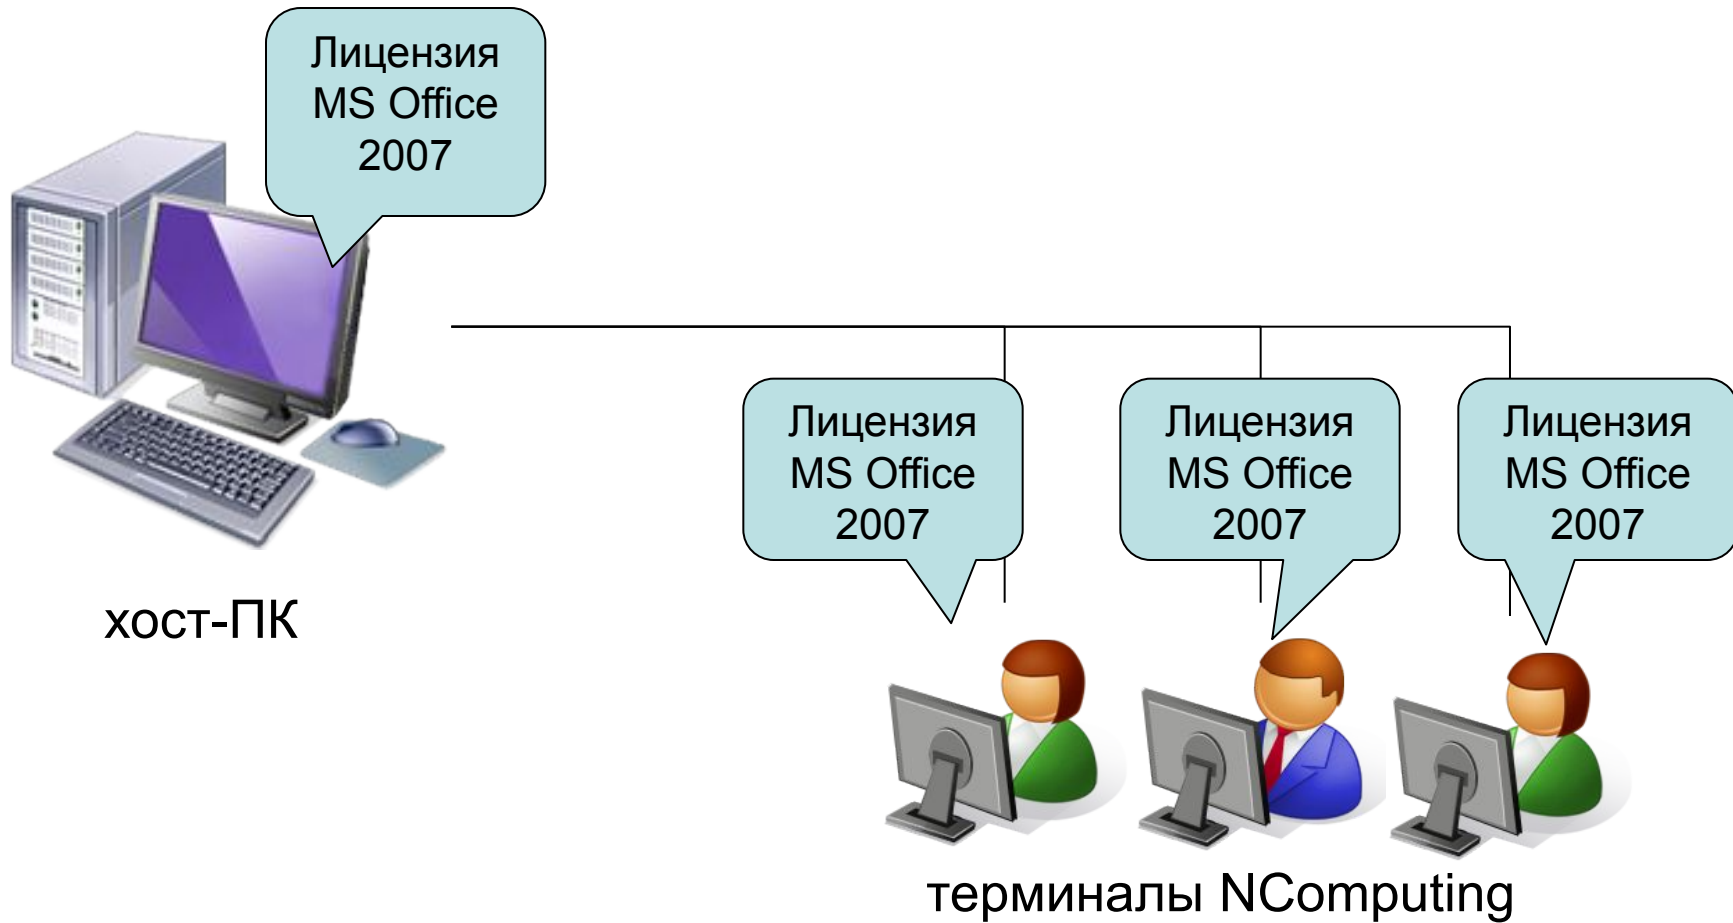 Лицензия
MS Office
2007
хост-ПК
Лицензия
MS Office
2007
Лицензия
MS Office
2007
Лицензия
MS Office
2007
терминалы NComputing